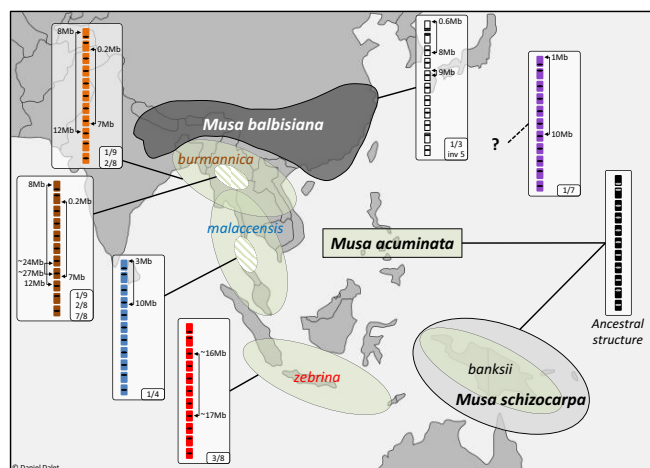 8Mb
0.2Mb
7Mb
12Mb
1/9
2/8
0.6Mb
8Mb
9Mb
1/3
inv 5
1Mb
10Mb
1/7
?
Musa balbisiana
burmannica
malaccensis
Musa acuminata
8Mb
0.2Mb
~24Mb
~27Mb
7Mb
12Mb
1/9
2/8
7/8
3Mb
10Mb
1/4
~16Mb
~17Mb
3/8
zebrina
banksii
Musa schizocarpa
Ancestral
structure
© Daniel Dalet